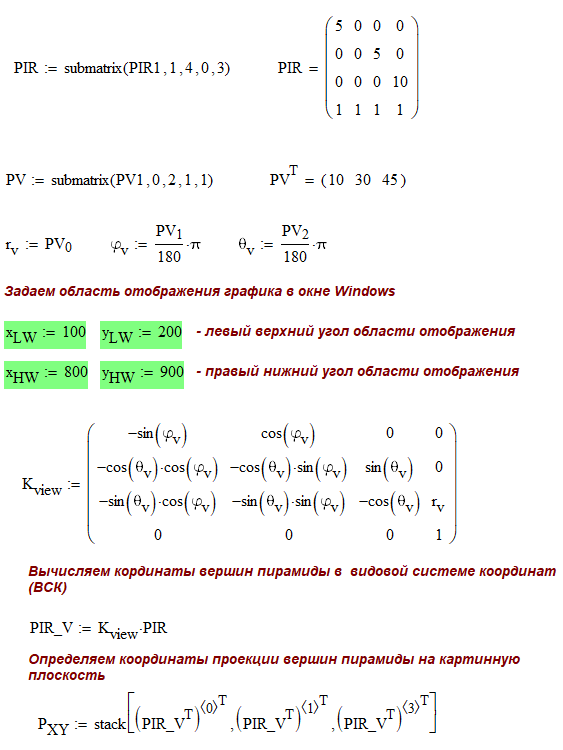 PIR := submatrix(PIR1 , 1 , 4 , 0 , 3) PIR =
5 0 0 0
0 0 5 0
0 0 0 10
1 1 1 1
PV := submatrix(PV1 , 0 , 2 , 1 , 1) PV^T = (10 30 45)
r_v := PV_0 φ_v := PV_1/180·π θ_v := PV_2/180·π
Задаем область отображения графика в окне Windows
x_LW := 100 y_LW := 200 - левый верхний угол области отображения
x_HW := 800 y_HW := 900 - правый нижний угол области отображения
K_view :=
-sin(φ_v) cos(φ_v) 0 0
-cos(θ_v)·cos(φ_v) -cos(θ_v)·sin(φ_v) sin(θ_v) 0
-sin(θ_v)·cos(φ_v) -sin(θ_v)·sin(φ_v) -cos(θ_v) r_v
0 0 0 1
Вычисляем кординаты вершин пирамиды в видовой системе координат
(ВСК)
PIR_V := K_view·PIR
Определяем координаты проекции вершин пирамиды на картинную
плоскость
P_XY := stack[(PIR_V^T)^⟨0⟩^T , (PIR_V^T)^⟨1⟩^T , (PIR_V^T)^⟨3⟩^T]